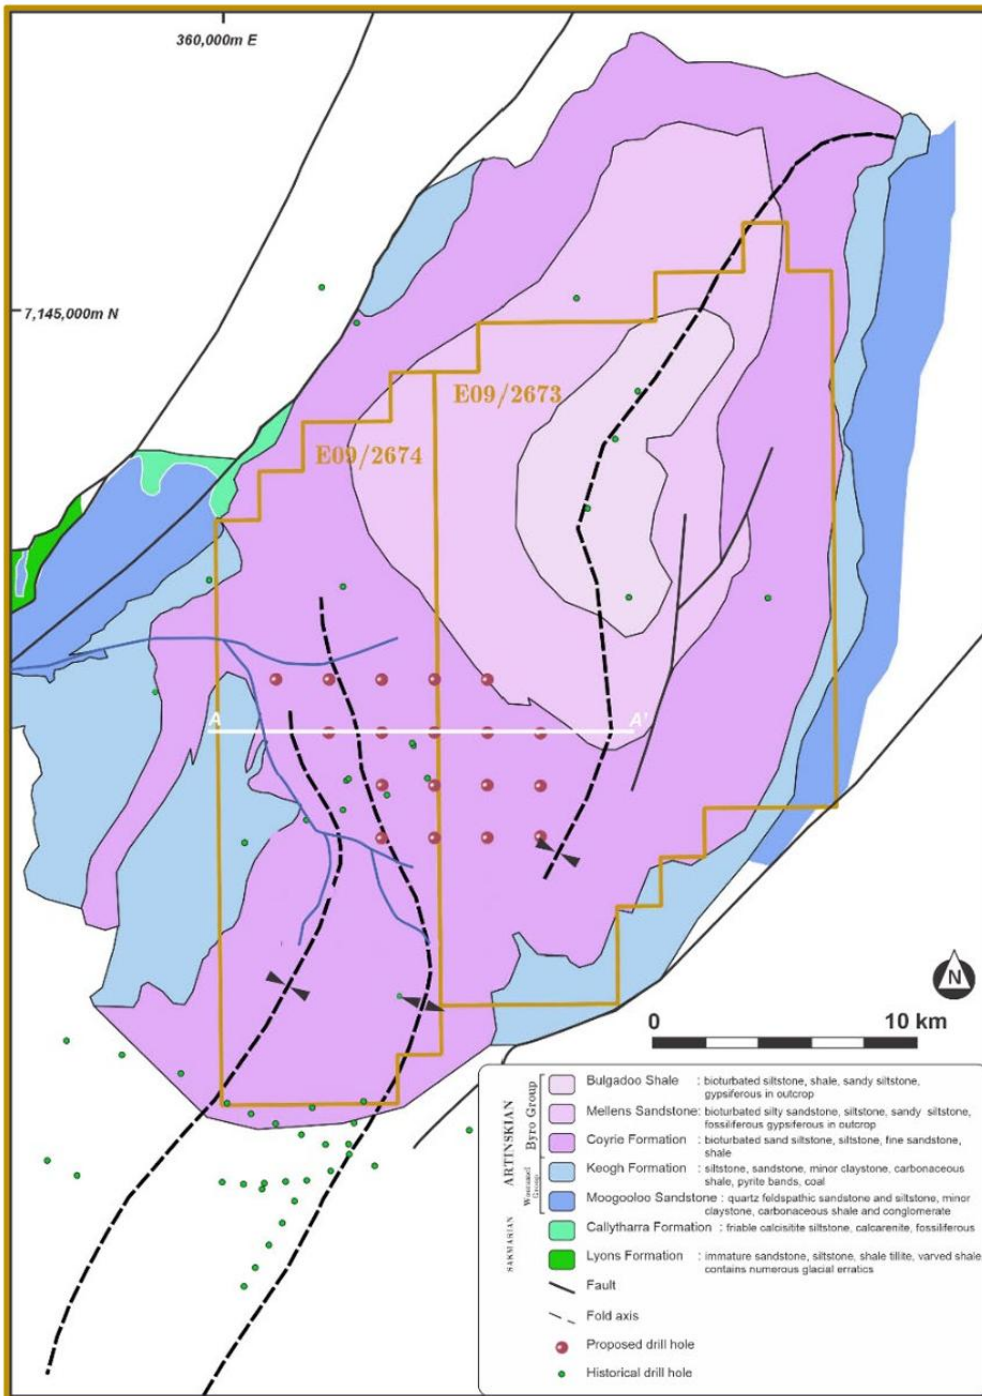 360,000m E
7,145,000m N
E09/2673
E09/2674
A
A'
N
0 10 km
ARTINSKIAN
SAKMARIAN
Byro Group
Wooramel
Group
Bulgadoo Shale : bioturbated siltstone, shale, sandy siltstone,
gypsiferous in outcrop
Mellens Sandstone: bioturbated silty sandstone, siltstone, sandy siltstone,
fossiliferous gypsiferous in outcrop
Coyrie Formation : bioturbated sand siltstone, siltstone, fine sandstone,
shale
Keogh Formation : siltstone, sandstone, minor claystone, carbonaceous
shale, pyrite bands, coal
Moogooloo Sandstone : quartz feldspathic sandstone and siltstone, minor
claystone, carbonaceous shale and conglomerate
Callytharra Formation : friable calcisitite siltstone, calcarenite, fossiliferous
Lyons Formation : immature sandstone, siltstone, shale tillite, varved shale
contains numerous glacial erratics
Fault
Fold axis
Proposed drill hole
Historical drill hole